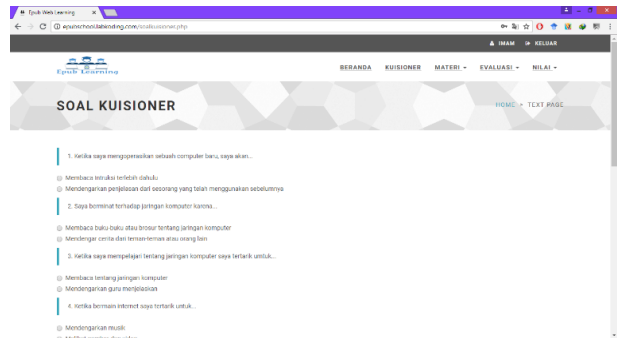 Epub Web Learning
epubschool.labkoding.com/soalkuisioner.php
IMAM KELUAR
Epub Learning
BERANDA KUISIONER MATERI EVALUASI NILAI
SOAL KUISIONER
HOME TEXT PAGE
1. Ketika saya mengoperasikan sebuah computer baru, saya akan...
Membaca Intruksi terlebih dahulu
Mendengarkan penjelasan dari seseorang yang telah menggunakan sebelumnya
2. Saya berminat terhadap jaringan komputer karena...
Membaca buku-buku atau brosur tentang jaringan komputer
Mendengar cerita dari teman-teman atau orang lain
3. Ketika saya mempelajari tentang jaringan komputer saya tertarik untuk...
Membaca tentang jaringan komputer
Mendengarkan guru menjelaskan
4. Ketika bermain internet saya tertarik untuk...
Mendengarkan musik